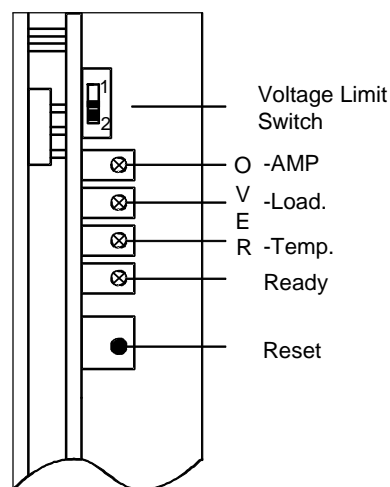 1
2
Voltage Limit
Switch
O -AMP
V -Load.
E
R -Temp.
Ready
Reset